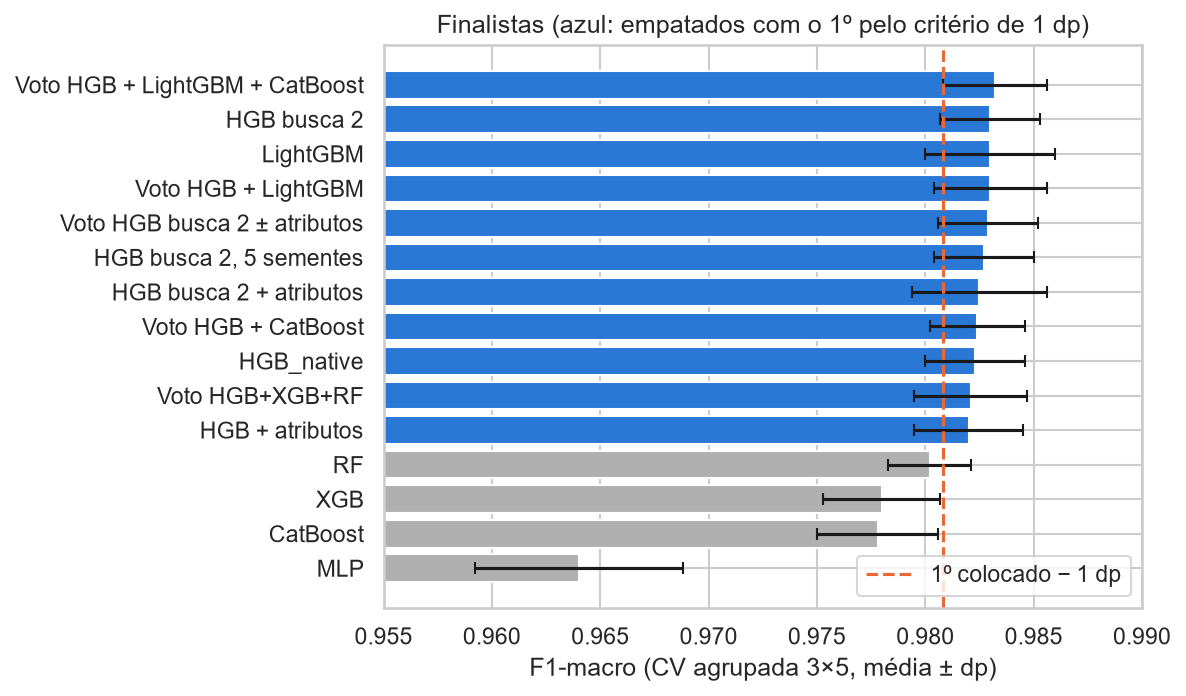 Finalistas (azul: empatados com o 1º pelo critério de 1 dp)
Voto HGB + LightGBM + CatBoost
HGB busca 2
LightGBM
Voto HGB + LightGBM
Voto HGB busca 2 ± atributos
HGB busca 2, 5 sementes
HGB busca 2 + atributos
Voto HGB + CatBoost
HGB_native
Voto HGB+XGB+RF
HGB + atributos
RF
XGB
CatBoost
MLP
1º colocado − 1 dp
0.955 0.960 0.965 0.970 0.975 0.980 0.985 0.990
F1-macro (CV agrupada 3×5, média ± dp)